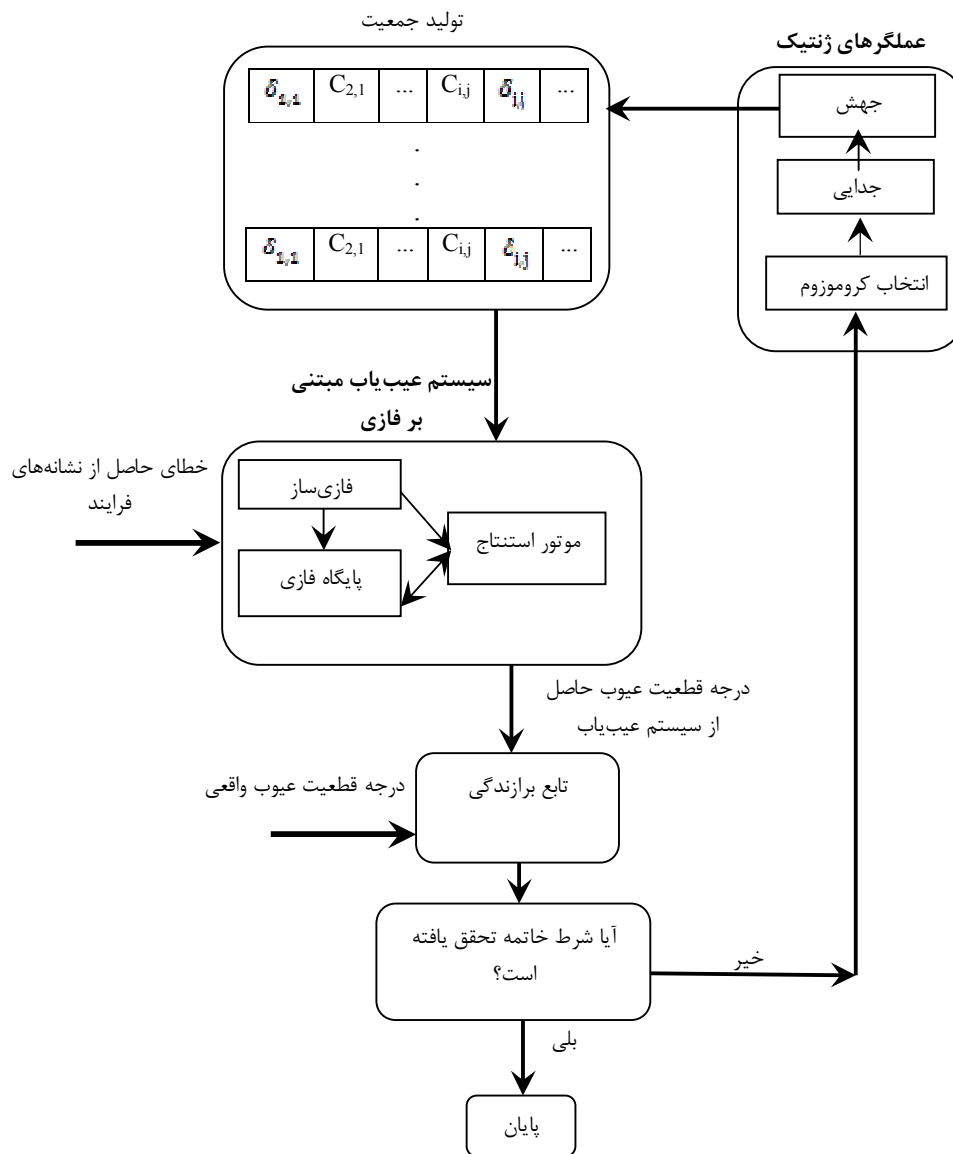 تولید جمعیت
عملگرهای ژنتیک
δ1,1 C2,1 ... Ci,j δi,j ...
.
.
.
δ1,1 C2,1 ... Ci,j δi,j ...
جهش
جدایی
انتخاب کروموزوم
سیستم عیب‌یاب مبتنی
بر فازی
خطای حاصل از نشانه‌های
فرایند
فازی‌ساز
موتور استنتاج
پایگاه فازی
درجه قطعیت عیوب حاصل
از سیستم عیب‌یاب
درجه قطعیت عیوب واقعی
تابع برازندگی
آیا شرط خاتمه تحقق یافته
است؟
خیر
بلی
پایان